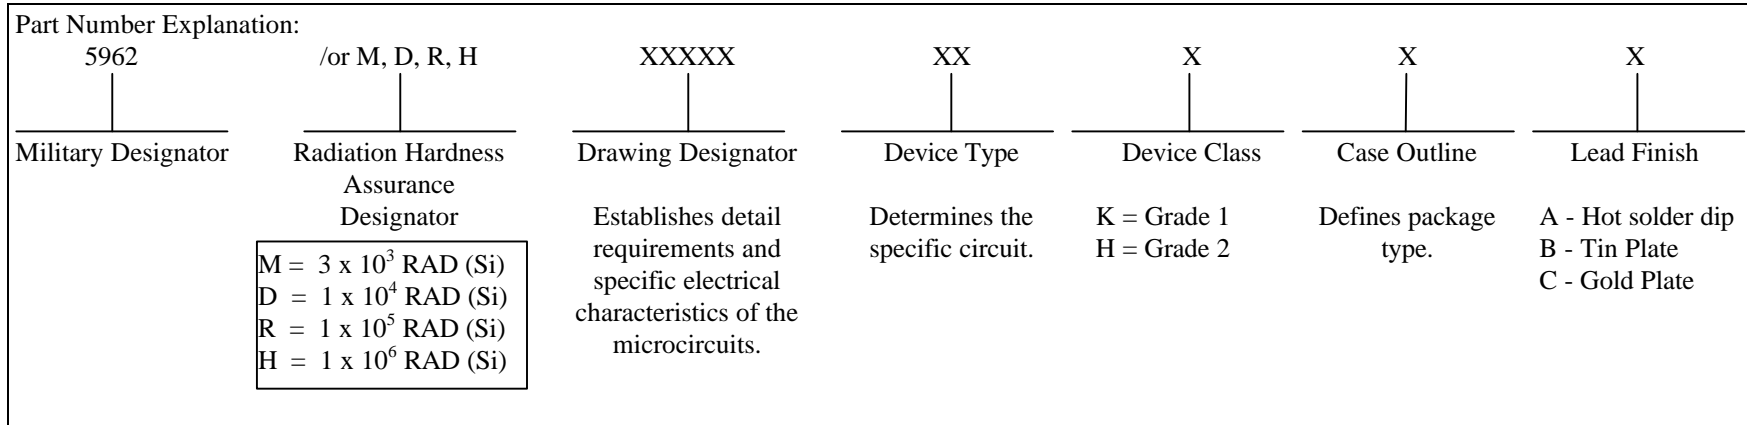 Part Number Explanation:
5962 /or M, D, R, H XXXXX XX X X X
Military Designator Radiation Hardness Drawing Designator Device Type Device Class Case Outline Lead Finish
Assurance
Designator Establishes detail Determines the K = Grade 1 Defines package A - Hot solder dip
requirements and specific circuit. H = Grade 2 type. B - Tin Plate
M = 3 x 10³ RAD (Si) specific electrical C - Gold Plate
D = 1 x 10⁴ RAD (Si) characteristics of the
R = 1 x 10⁵ RAD (Si) microcircuits.
H = 1 x 10⁶ RAD (Si)